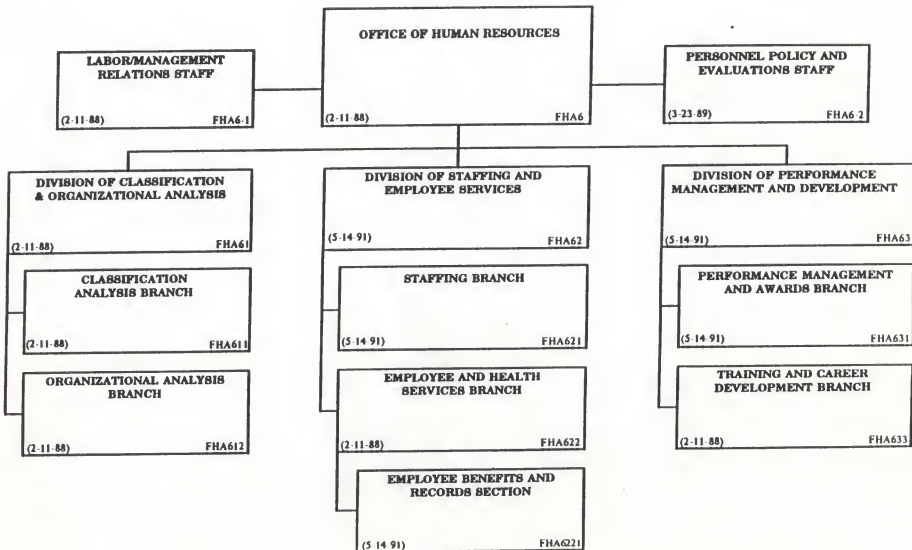 OFFICE OF HUMAN RESOURCES
(2-11-88) FHA6
LABOR/MANAGEMENT
RELATIONS STAFF
(2-11-88) FHA6-1
PERSONNEL POLICY AND
EVALUATIONS STAFF
(3-23-89) FHA6-2
DIVISION OF CLASSIFICATION
& ORGANIZATIONAL ANALYSIS
(2-11-88) FHA61
CLASSIFICATION
ANALYSIS BRANCH
(2-11-88) FHA611
ORGANIZATIONAL ANALYSIS
BRANCH
(2-11-88) FHA612
DIVISION OF STAFFING AND
EMPLOYEE SERVICES
(5-14-91) FHA62
STAFFING BRANCH
(5-14-91) FHA621
EMPLOYEE AND HEALTH
SERVICES BRANCH
(2-11-88) FHA622
EMPLOYEE BENEFITS AND
RECORDS SECTION
(5-14-91) FHA6221
DIVISION OF PERFORMANCE
MANAGEMENT AND DEVELOPMENT
(5-14-91) FHA63
PERFORMANCE MANAGEMENT
AND AWARDS BRANCH
(5-14-91) FHA631
TRAINING AND CAREER
DEVELOPMENT BRANCH
(2-11-88) FHA633